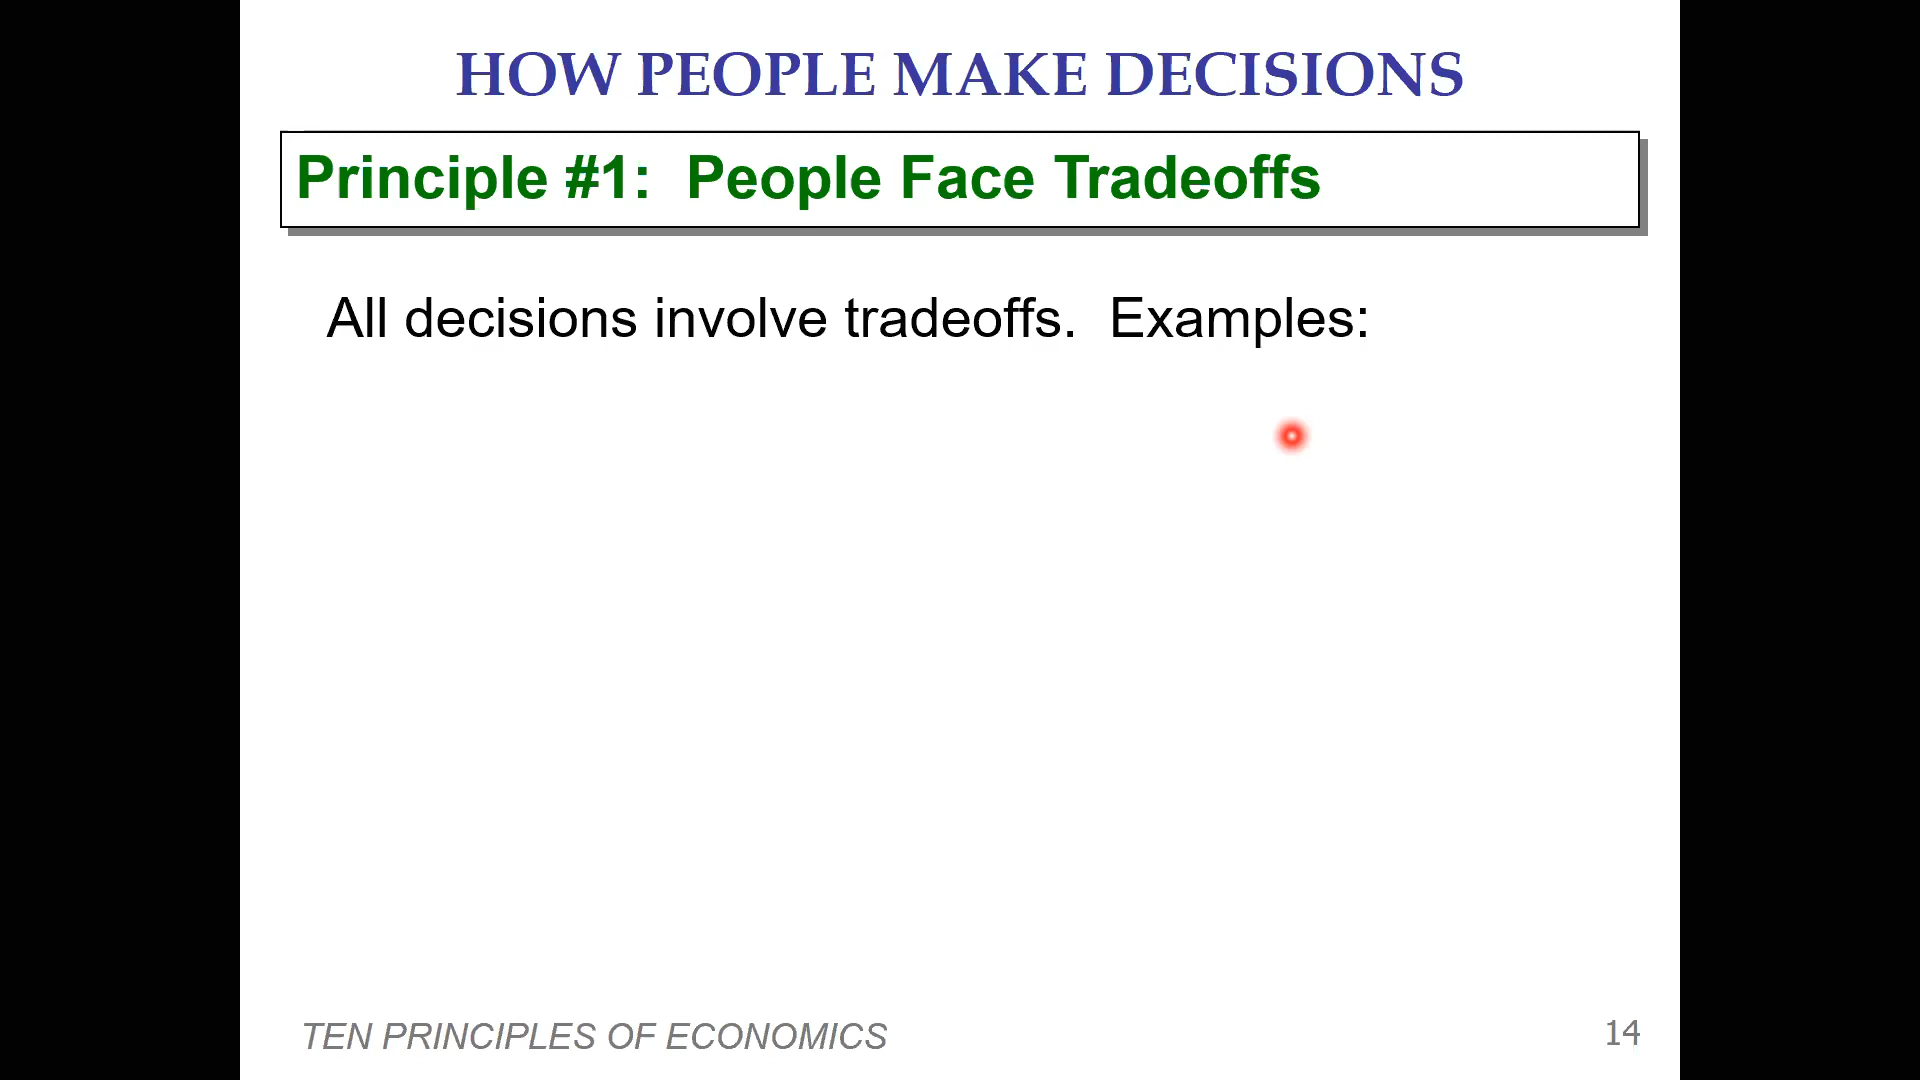 HOW PEOPLE MAKE DECISIONS
Principle #1:  People Face Tradeoffs
All decisions involve tradeoffs.  Examples:
TEN PRINCIPLES OF ECONOMICS
14